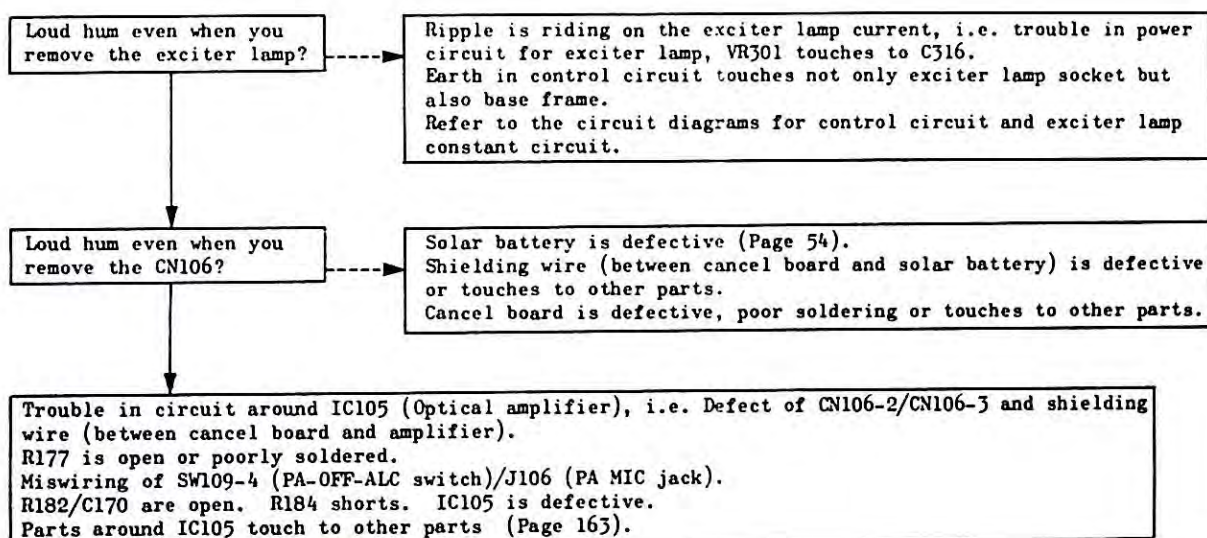 Loud hum even when you
remove the exciter lamp?
Ripple is riding on the exciter lamp current, i.e. trouble in power
circuit for exciter lamp, VR301 touches to C316.
Earth in control circuit touches not only exciter lamp socket but
also base frame.
Refer to the circuit diagrams for control circuit and exciter lamp
constant circuit.
Loud hum even when you
remove the CN106?
Solar battery is defective (Page 54).
Shielding wire (between cancel board and solar battery) is defective
or touches to other parts.
Cancel board is defective, poor soldering or touches to other parts.
Trouble in circuit around IC105 (Optical amplifier), i.e. Defect of CN106-2/CN106-3 and shielding
wire (between cancel board and amplifier).
R177 is open or poorly soldered.
Miswiring of SW109-4 (PA-OFF-ALC switch)/J106 (PA MIC jack).
R182/C170 are open. R184 shorts. IC105 is defective.
Parts around IC105 touch to other parts (Page 163).